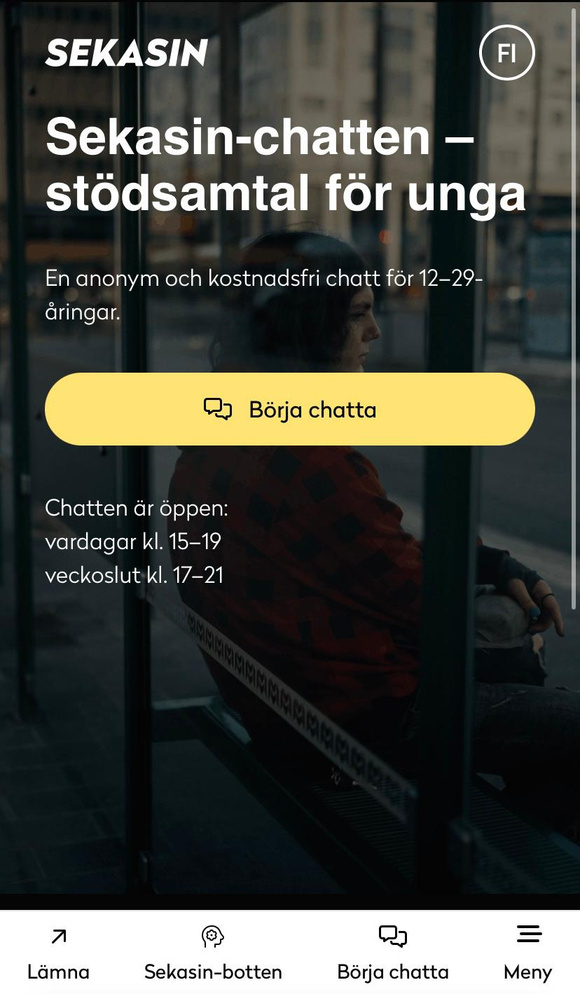 SEKASIN
FI
Sekasin-chatten –
stödsamtal för unga
En anonym och kostnadsfri chatt för 12–29-
åringar.
Börja chatta
Chatten är öppen:
vardagar kl. 15–19
veckoslut kl. 17–21
Lämna
Sekasin-botten
Börja chatta
Meny